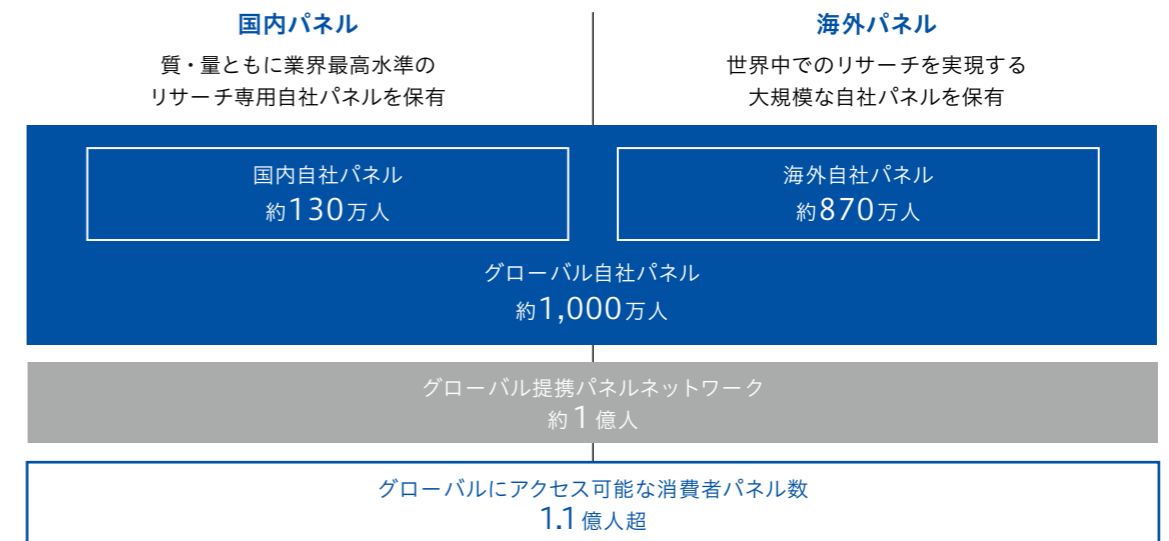 国内パネル
質・量ともに業界最高水準の
リサーチ専用自社パネルを保有
海外パネル
世界中でのリサーチを実現する
大規模な自社パネルを保有
国内自社パネル
約130万人
海外自社パネル
約870万人
グローバル自社パネル
約1,000万人
グローバル提携パネルネットワーク
約1億人
グローバルにアクセス可能な消費者パネル数
1.1億人超